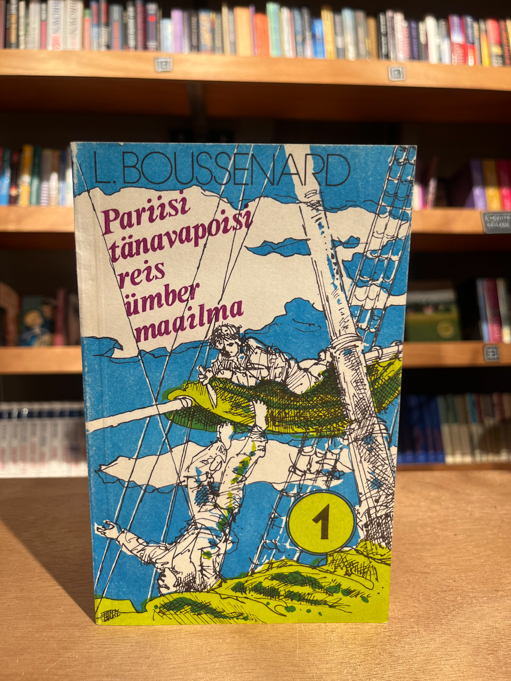 L. BOUSSENARD
Pariisi
tänavapoisi
reis
ümber
maailma
1